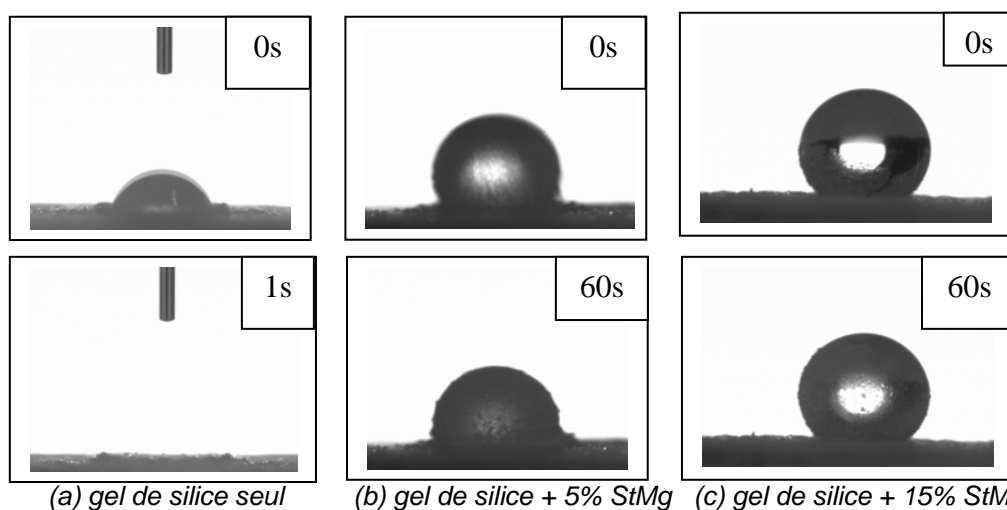 0s 0s 0s
1s 60s 60s
(a) gel de silice seul (b) gel de silice + 5% StMg (c) gel de silice + 15% StM